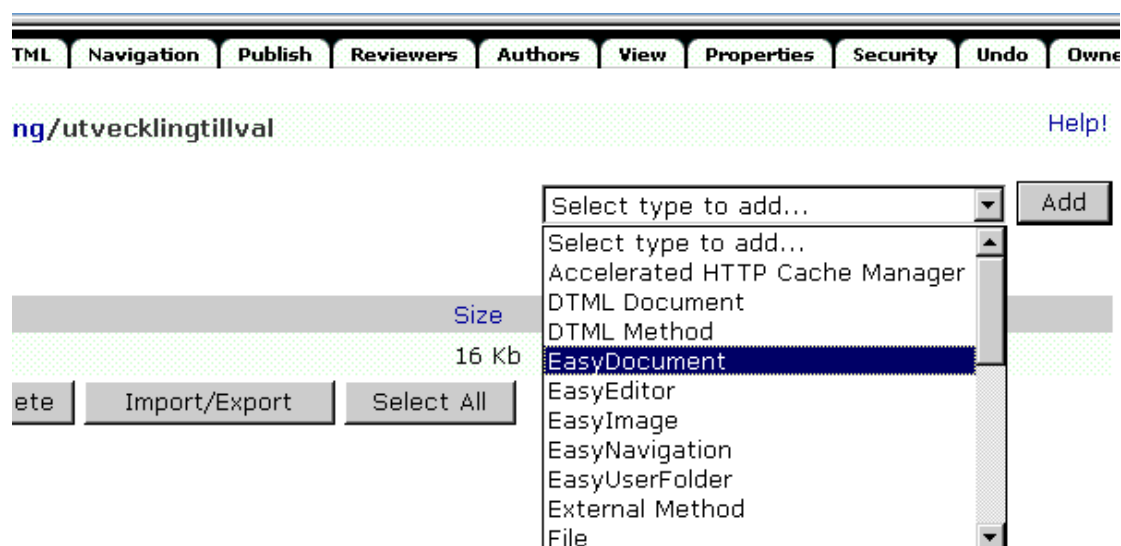 TML Navigation Publish Reviewers Authors View Properties Security Undo Owne
ng/utvecklingtillval Help!
Select type to add... Add
Select type to add...
Accelerated HTTP Cache Manager
DTML Document
Size
DTML Method
16 Kb
EasyDocument
EasyEditor
ete Import/Export Select All
EasyImage
EasyNavigation
EasyUserFolder
External Method
File